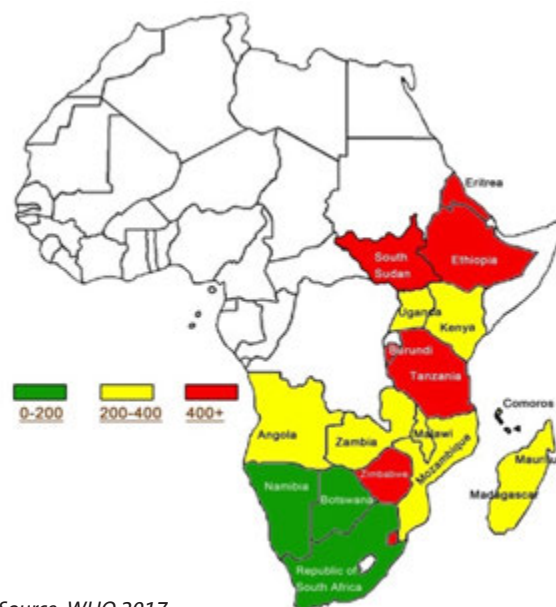 Eritrea
South
Sudan
Ethiopia
Uganda
Kenya
Burundi
Tanzania
0-200 200-400 400+
Comoros
Angola
Zambia
Malawi
Mozambique
Mauritiu
Zimbabwe
Namibia
Botswana
Madagascar
Republic of
South Africa
Source WHO 2017